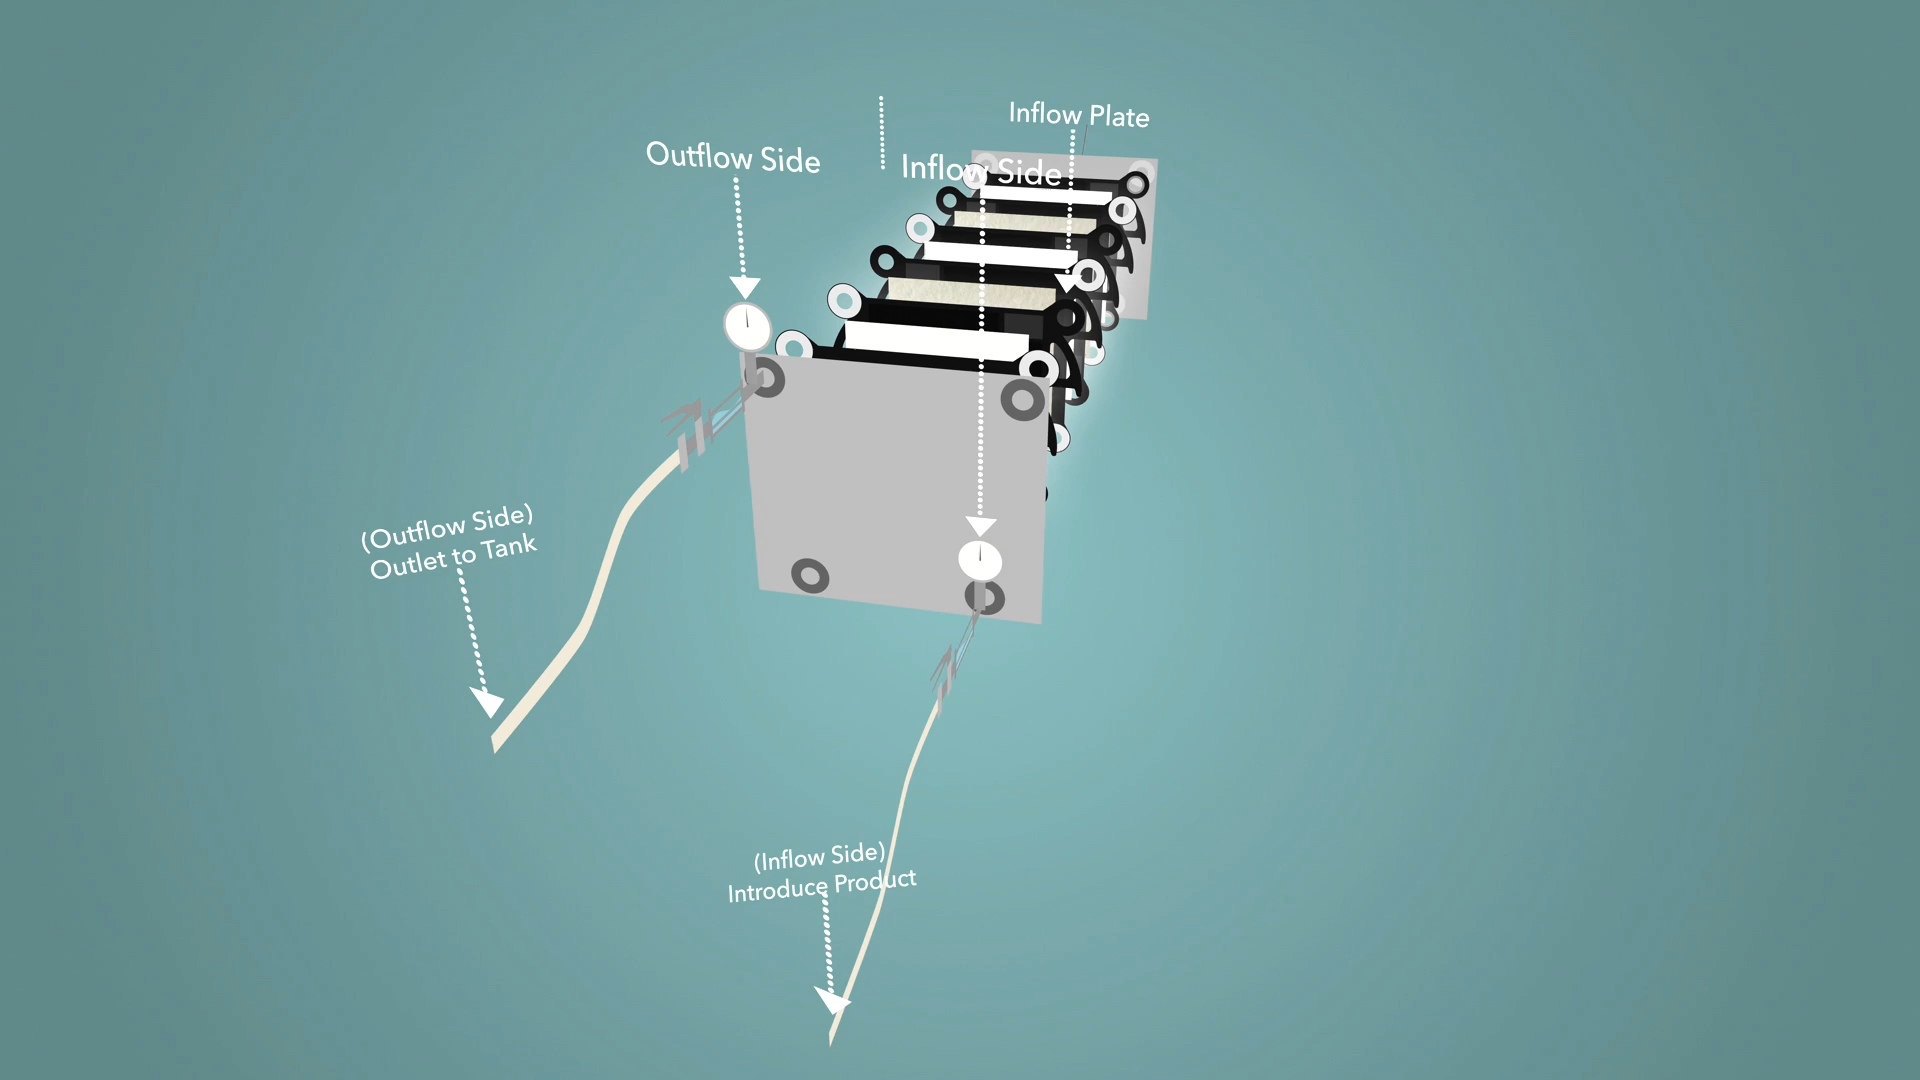 Inflow Plate
Outflow Side
Inflow Side
(Outflow Side)
Outlet to Tank
(Inflow Side)
Introduce Product